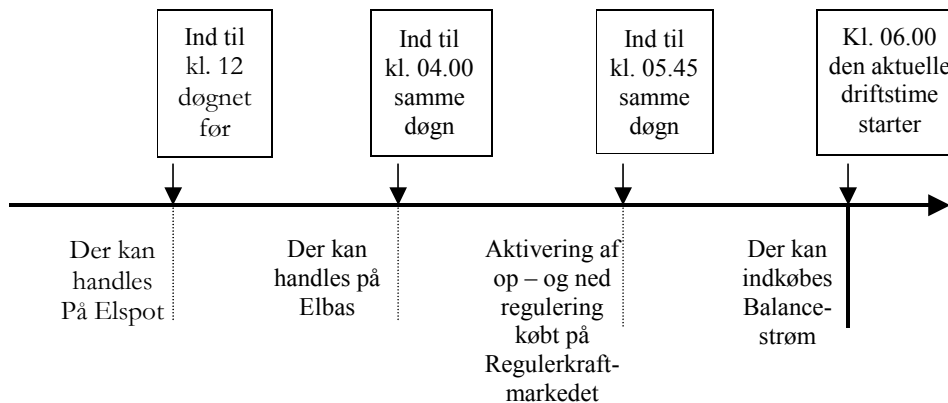 Ind til
kl. 12
døgnet
før
Ind til
kl. 04.00
samme
døgn
Ind til
kl. 05.45
samme
døgn
Kl. 06.00
den aktuelle
driftstime
starter
Der kan
handles
På Elspot
Der kan
handles på
Elbas
Aktivering af
op – og ned
regulering
købt på
Regulerkraft-
markedet
Der kan
indkøbes
Balance-
strøm